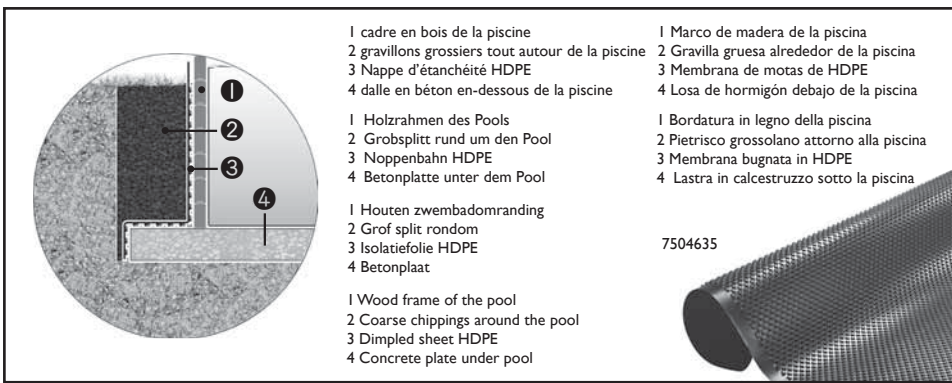 1
2
3
4
1 cadre en bois de la piscine
2 gravillons grossiers tout autour de la piscine
3 Nappe d'étanchéité HDPE
4 dalle en béton en-dessous de la piscine
1 Holzrahmen des Pools
2 Grobsplitt rund um den Pool
3 Noppenbahn HDPE
4 Betonplatte unter dem Pool
1 Houten zwembadomranding
2 Grof split rondom
3 Isolatiefolie HDPE
4 Betonplaat
1 Wood frame of the pool
2 Coarse chippings around the pool
3 Dimpled sheet HDPE
4 Concrete plate under pool
1 Marco de madera de la piscina
2 Gravilla gruesa alrededor de la piscina
3 Membrana de motas de HDPE
4 Losa de hormigón debajo de la piscina
1 Bordatura in legno della piscina
2 Pietrisco grossolano attorno alla piscina
3 Membrana bugnata in HDPE
4 Lastra in calcestruzzo sotto la piscina
7504635